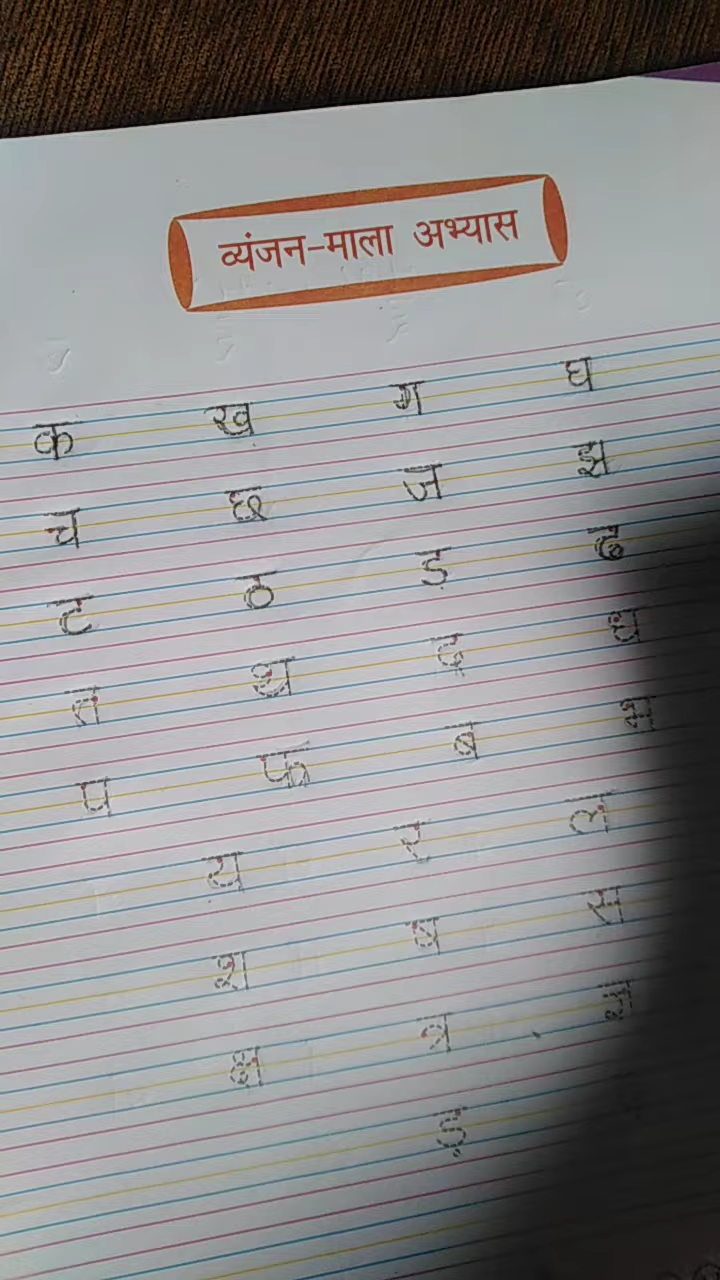 व्यंजन-माला अभ्यास
क ख ग घ
च छ ज झ
ट ठ ड ढ
त थ द ध
प फ ब भ
य र ल
श ष स
क्ष त्र ज्ञ
ड़